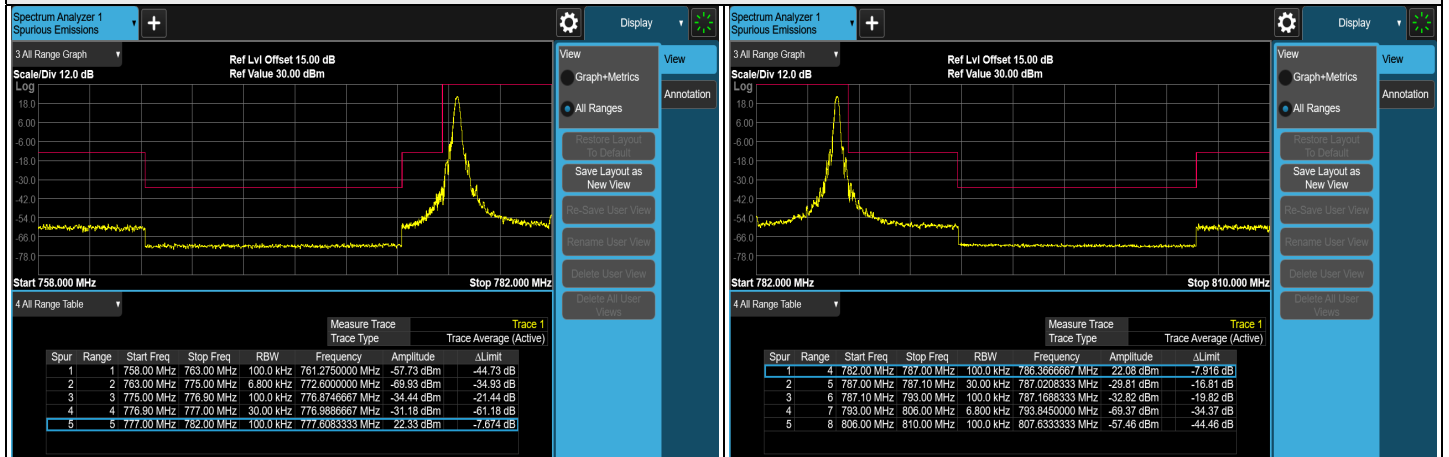 Spectrum Analyzer 1
Spurious Emissions
+
Display
3 All Range Graph
Ref Lvl Offset 15.00 dB
Scale/Div 12.0 dB
Ref Value 30.00 dBm
Log
18.0
6.00
-6.00
-18.0
-30.0
-42.0
-54.0
-66.0
-78.0
Start 758.000 MHz
Stop 782.000 MHz
View
Graph+Metrics
All Ranges
Restore Layout
To Default
Save Layout as
New View
Re-Save User View
Rename User View
Delete User View
Delete All User
Views
View
Annotation
4 All Range Table
Measure Trace Trace 1
Trace Type Trace Average (Active)
Spur Range Start Freq Stop Freq RBW Frequency Amplitude ΔLimit
1 1 758.00 MHz 763.00 MHz 100.0 kHz 761.2750000 MHz -57.73 dBm -44.73 dB
2 2 763.00 MHz 775.00 MHz 6.800 kHz 772.6000000 MHz -69.93 dBm -34.93 dB
3 3 775.00 MHz 776.90 MHz 100.0 kHz 776.8746667 MHz -34.44 dBm -21.44 dB
4 4 776.90 MHz 777.00 MHz 30.00 kHz 776.9886667 MHz -31.18 dBm -61.18 dB
5 5 777.00 MHz 782.00 MHz 100.0 kHz 777.6083333 MHz 22.33 dBm -7.674 dB
Spectrum Analyzer 1
Spurious Emissions
+
Display
3 All Range Graph
Ref Lvl Offset 15.00 dB
Scale/Div 12.0 dB
Ref Value 30.00 dBm
Log
18.0
6.00
-6.00
-18.0
-30.0
-42.0
-54.0
-66.0
-78.0
Start 782.000 MHz
Stop 810.000 MHz
View
Graph+Metrics
All Ranges
Restore Layout
To Default
Save Layout as
New View
Re-Save User View
Rename User View
Delete User View
Delete All User
Views
View
Annotation
4 All Range Table
Measure Trace Trace 1
Trace Type Trace Average (Active)
Spur Range Start Freq Stop Freq RBW Frequency Amplitude ΔLimit
1 4 782.00 MHz 787.00 MHz 100.0 kHz 786.3666667 MHz 22.08 dBm -7.916 dB
2 5 787.00 MHz 787.10 MHz 30.00 kHz 787.0208333 MHz -29.81 dBm -16.81 dB
3 6 787.10 MHz 793.00 MHz 100.0 kHz 787.1688333 MHz -32.82 dBm -19.82 dB
4 7 793.00 MHz 806.00 MHz 6.800 kHz 793.8450000 MHz -69.37 dBm -34.37 dB
5 8 806.00 MHz 810.00 MHz 100.0 kHz 807.6333333 MHz -57.46 dBm -44.46 dB